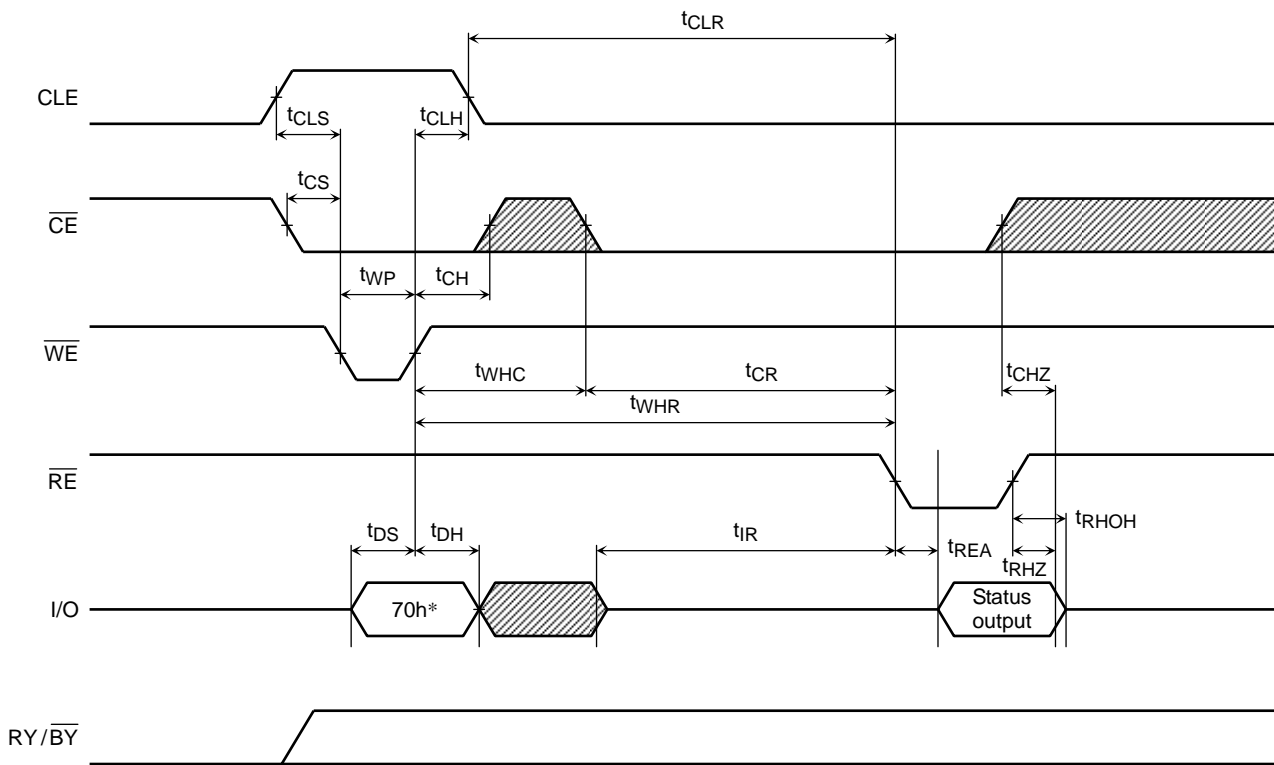 tCLR
CLE
tCLS
tCLH
tCS
CE
tWP
tCH
WE
tWHC
tCR
tCHZ
tWHR
RE
tDS
tDH
tIR
tREA
tRHOH
tRHZ
I/O
70h*
Status
output
RY/BY